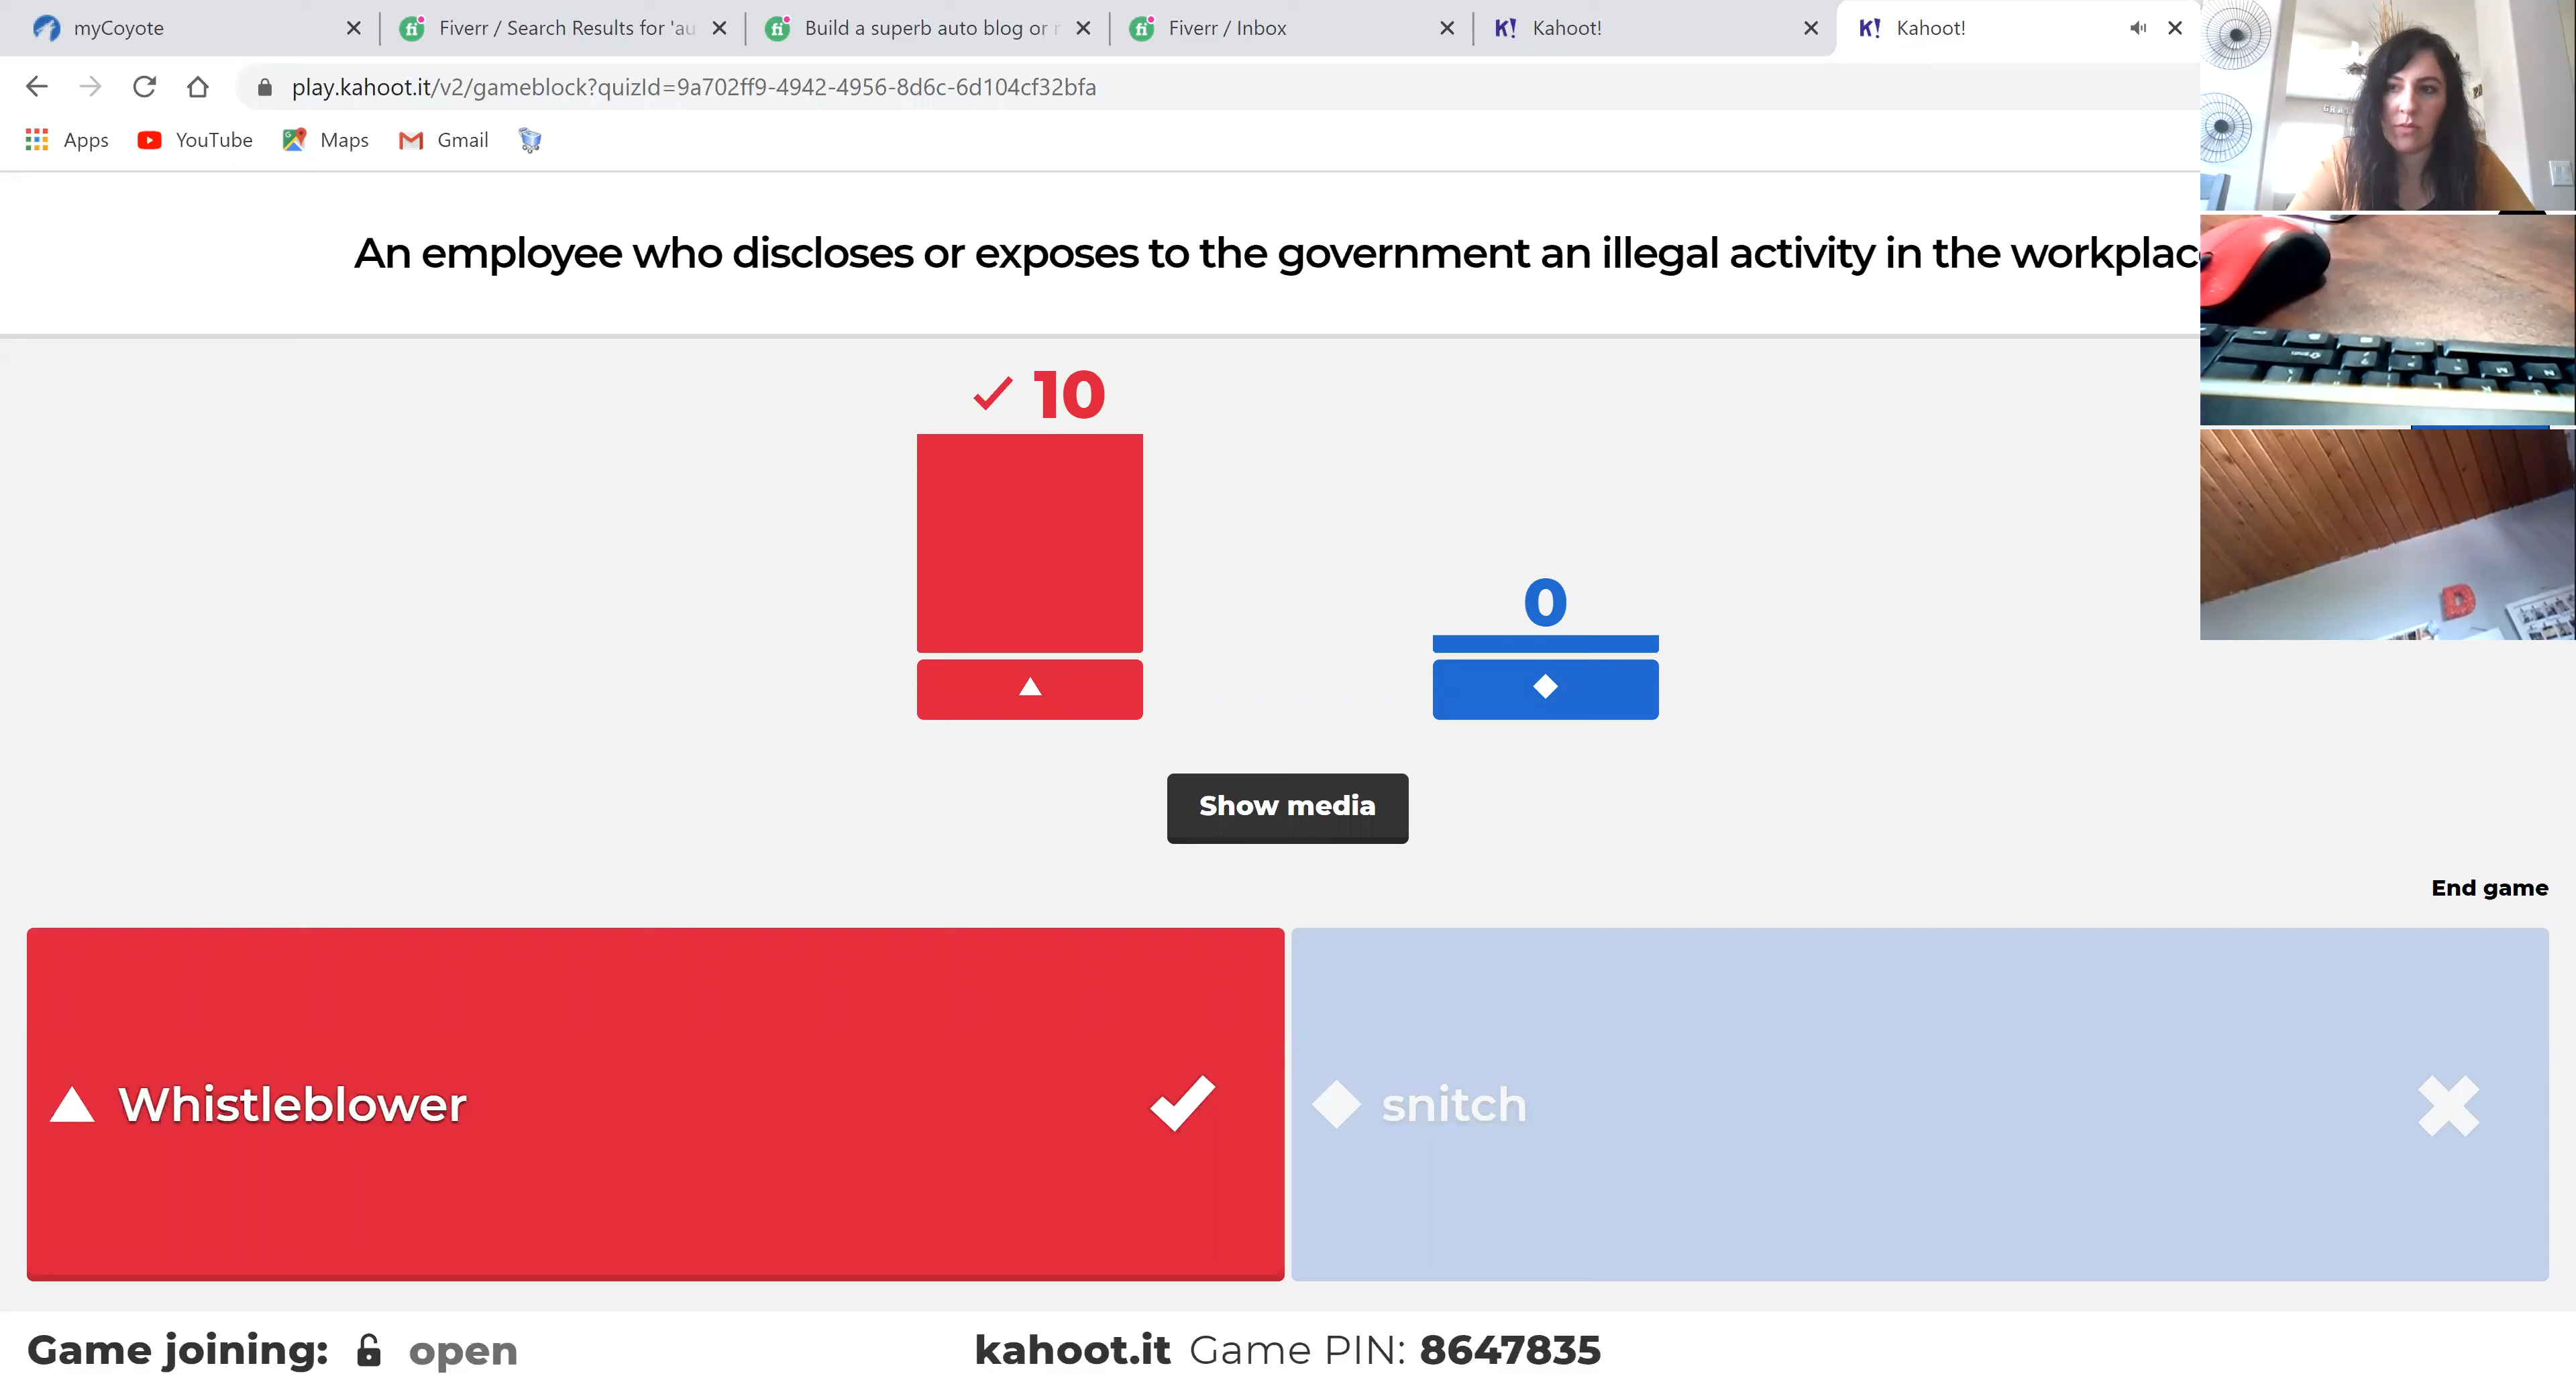 myCoyote
Fiverr / Search Results for 'au
Build a superb auto blog or r
Fiverr / Inbox
K! Kahoot!
K! Kahoot!
play.kahoot.it/v2/gameblock?quizId=9a702ff9-4942-4956-8d6c-6d104cf32bfa
Apps
YouTube
Maps
Gmail
An employee who discloses or exposes to the government an illegal activity in the workplac
10
0
Show media
End game
Whistleblower
snitch
Game joining: open
kahoot.it Game PIN: 8647835
D